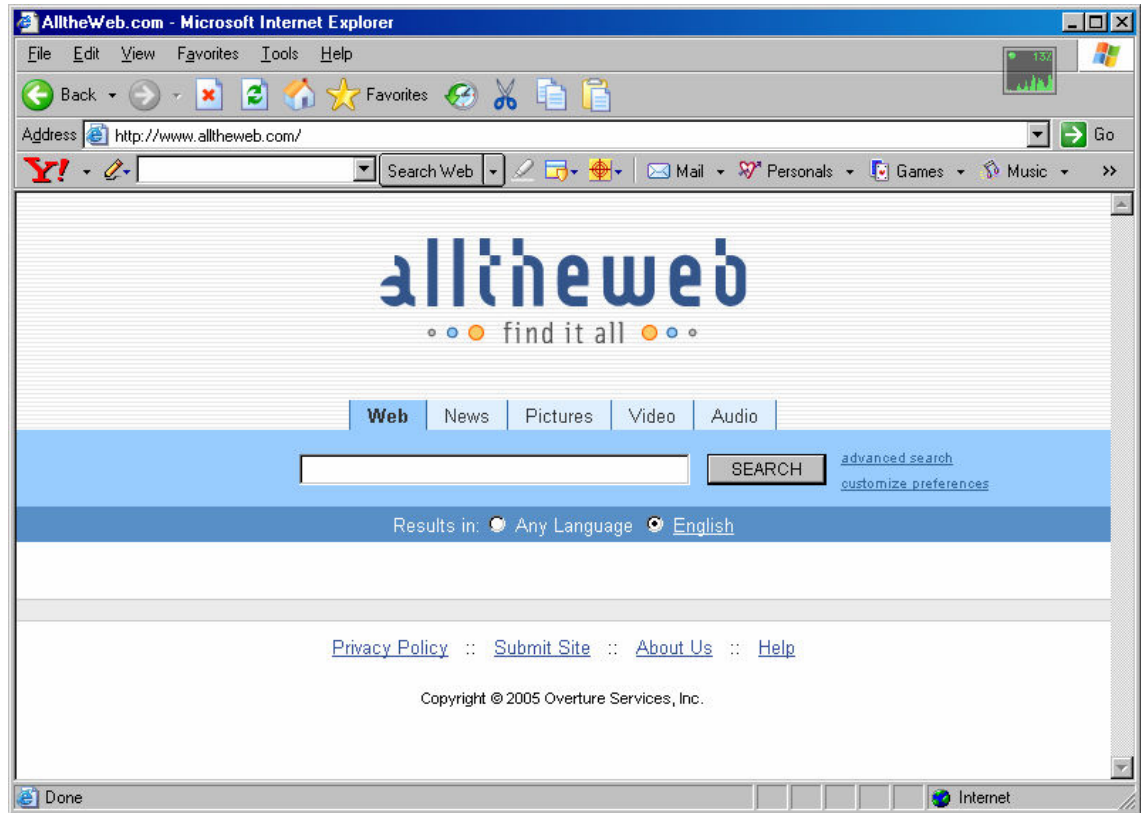 AlltheWeb.com - Microsoft Internet Explorer
File Edit View Favorites Tools Help
13%
Back Favorites
Address http://www.alltheweb.com/ Go
Y! Search Web Mail Personals Games Music >>
alltheweb
find it all
Web News Pictures Video Audio
SEARCH advanced search
customize preferences
Results in: Any Language English
Privacy Policy :: Submit Site :: About Us :: Help
Copyright © 2005 Overture Services, Inc.
Done Internet